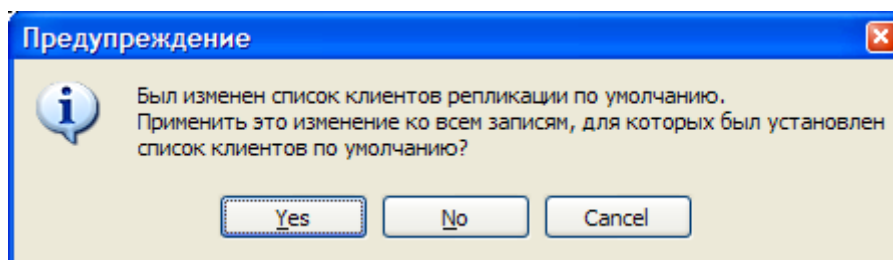 Предупреждение
Был изменен список клиентов репликации по умолчанию.
Применить это изменение ко всем записям, для которых был установлен
список клиентов по умолчанию?
Yes
No
Cancel